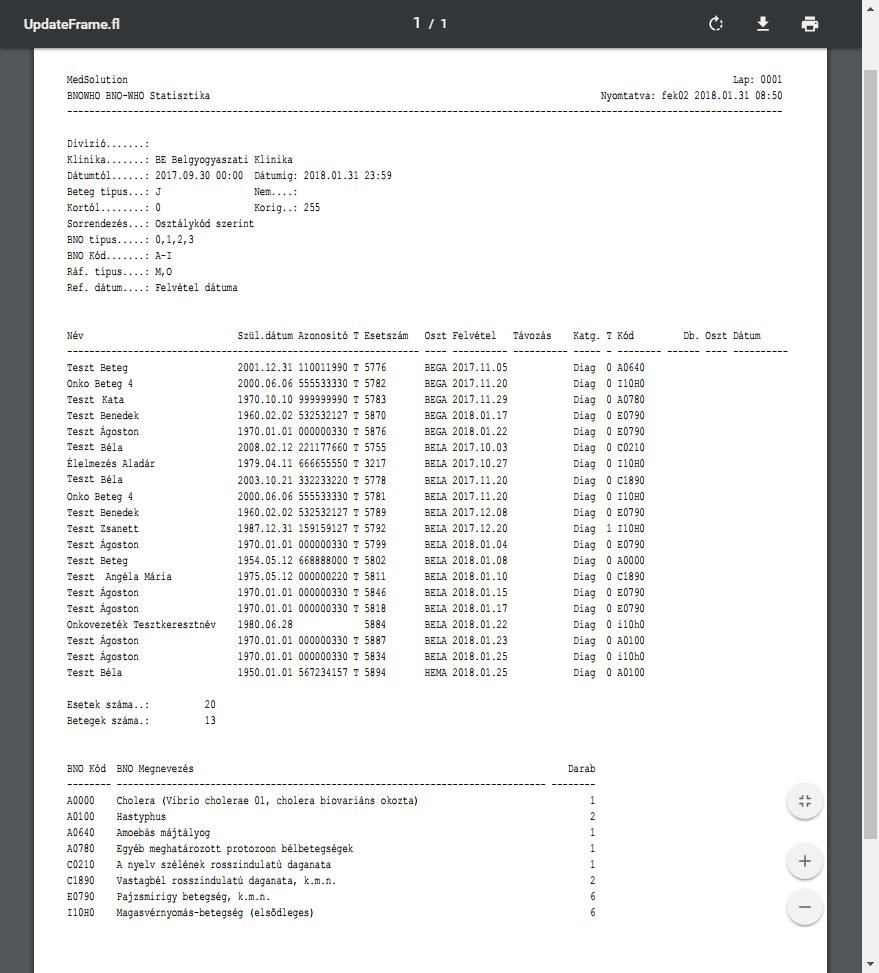 UpdateFrame.fl 1 / 1
MedSolution Lap: 0001
BNOWHO BNO-WHO Statisztika Nyomtatva: fek02 2018.01.31 08:50
Divízió.......:
Klinika.......: BE Belgyogyaszati Klinika
Dátumtól......: 2017.09.30 00:00 Dátumig: 2018.01.31 23:59
Beteg típus...: J Nem....:
Kortól........: 0 Korig..: 255
Sorrendezés...: Osztálykód szerint
BNO típus.....: 0,1,2,3
BNO Kód.......: A-I
Ráf. típus....: M,O
Ref. dátum....: Felvétel dátuma
Név Szül.dátum Azonosító T Esetszám Oszt Felvétel Távozás Katg. T Kód Db. Oszt Dátum
Teszt Beteg 2001.12.31 110011990 T 5776 BEGA 2017.11.05 Diag 0 A0640
Onko Beteg 4 2000.06.06 555533330 T 5782 BEGA 2017.11.20 Diag 0 I10H0
Teszt Kata 1970.10.10 999999990 T 5783 BEGA 2017.11.29 Diag 0 A0780
Teszt Benedek 1960.02.02 532532127 T 5870 BEGA 2018.01.17 Diag 0 E0790
Teszt Ágoston 1970.01.01 000000330 T 5876 BEGA 2018.01.22 Diag 0 E0790
Teszt Béla 2008.02.12 221177660 T 5755 BELA 2017.10.03 Diag 0 C0210
Élelmezés Aladár 1979.04.11 666655550 T 3217 BELA 2017.10.27 Diag 0 I10H0
Teszt Béla 2003.10.21 332233220 T 5778 BELA 2017.11.20 Diag 0 C1890
Onko Beteg 4 2000.06.06 555533330 T 5781 BELA 2017.11.20 Diag 0 I10H0
Teszt Benedek 1960.02.02 532532127 T 5789 BELA 2017.12.08 Diag 0 E0790
Teszt Zsanett 1987.12.31 159159127 T 5792 BELA 2017.12.20 Diag 1 I10H0
Teszt Ágoston 1970.01.01 000000330 T 5799 BELA 2018.01.04 Diag 0 E0790
Teszt Beteg 1954.05.12 668888000 T 5802 BELA 2018.01.08 Diag 0 A0000
Teszt Angéla Mária 1975.05.12 000000220 T 5811 BELA 2018.01.10 Diag 0 C1890
Teszt Ágoston 1970.01.01 000000330 T 5846 BELA 2018.01.15 Diag 0 E0790
Teszt Ágoston 1970.01.01 000000330 T 5818 BELA 2018.01.17 Diag 0 E0790
Onkovezeték Tesztkeresztnév 1980.06.28 5884 BELA 2018.01.22 Diag 0 i10h0
Teszt Ágoston 1970.01.01 000000330 T 5887 BELA 2018.01.23 Diag 0 A0100
Teszt Ágoston 1970.01.01 000000330 T 5834 BELA 2018.01.25 Diag 0 i10h0
Teszt Béla 1950.01.01 567234157 T 5894 HEMA 2018.01.25 Diag 0 A0100
Esetek száma..: 20
Betegek száma.: 13
BNO Kód BNO Megnevezés Darab
A0000 Cholera (Vibrio cholerae 01, cholera biovariáns okozta) 1
A0100 Hastyphus 2
A0640 Amoebás májtályog 1
A0780 Egyéb meghatározott protozoon bélbetegségek 1
C0210 A nyelv szélének rosszindulatú daganata 1
C1890 Vastagbél rosszindulatú daganata, k.m.n. 2
E0790 Pajzsmirigy betegség, k.m.n. 6
I10H0 Magasvérnyomás-betegség (elsõdleges) 6